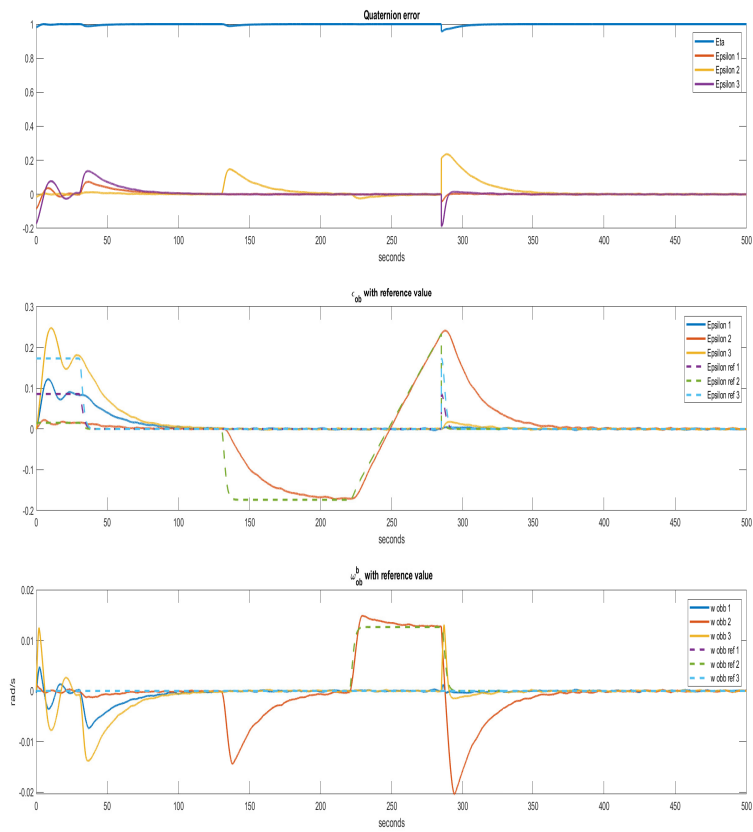 Quaternion error
1
0.8
0.6
0.4
0.2
0
-0.2
Eta
Epsilon 1
Epsilon 2
Epsilon 3
0 50 100 150 200 250 300 350 400 450 500
seconds
ϵob with reference value
0.3
0.2
0.1
0
-0.1
-0.2
Epsilon 1
Epsilon 2
Epsilon 3
Epsilon ref 1
Epsilon ref 2
Epsilon ref 3
0 50 100 150 200 250 300 350 400 450 500
seconds
ωbob with reference value
rad/s
0.02
0.01
0
-0.01
-0.02
w obb 1
w obb 2
w obb 3
w obb ref 1
w obb ref 2
w obb ref 3
0 50 100 150 200 250 300 350 400 450 500
seconds